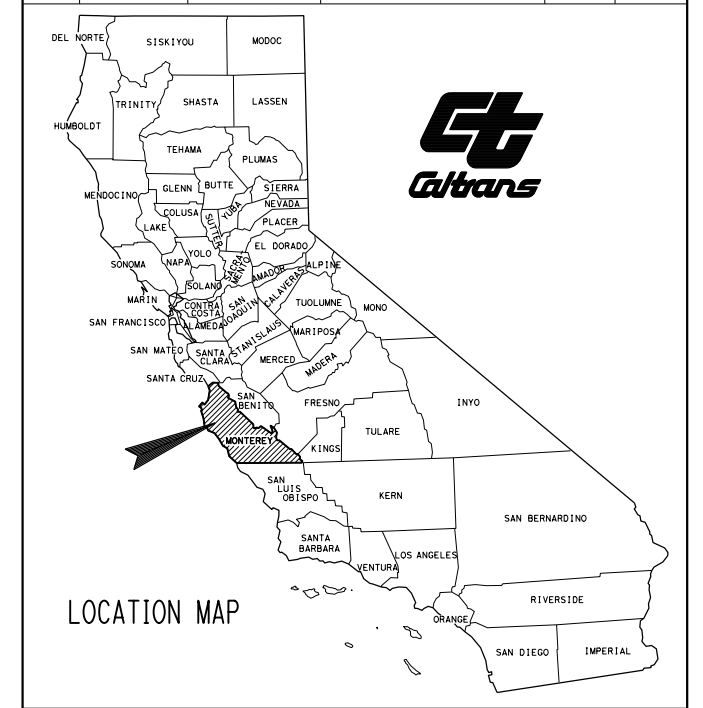 DEL NORTE
SISKIYOU
MODOC
TRINITY
SHASTA
LASSEN
HUMBOLDT
Ct
Caltrans
TEHAMA
PLUMAS
MENDOCINO
GLENN
BUTTE
SIERRA
NEVADA
YUBA
COLUSA
SUTTER
PLACER
LAKE
EL DORADO
YOLO
SONOMA
NAPA
SACRA
MENTO
ALPINE
AMADOR
SOLANO
CALAVERAS
MARIN
CONTRA
COSTA
SAN
JOAQUIN
TUOLUMNE
MONO
SAN FRANCISCO
ALAMEDA
STANISLAUS
MARIPOSA
SAN MATEO
SANTA
CLARA
MERCED
MADERA
SANTA CRUZ
SAN
BENITO
FRESNO
INYO
MONTEREY
TULARE
KINGS
SAN
LUIS
OBISPO
KERN
SAN BERNARDINO
SANTA
BARBARA
VENTURA
LOS ANGELES
LOCATION MAP
RIVERSIDE
ORANGE
SAN DIEGO
IMPERIAL